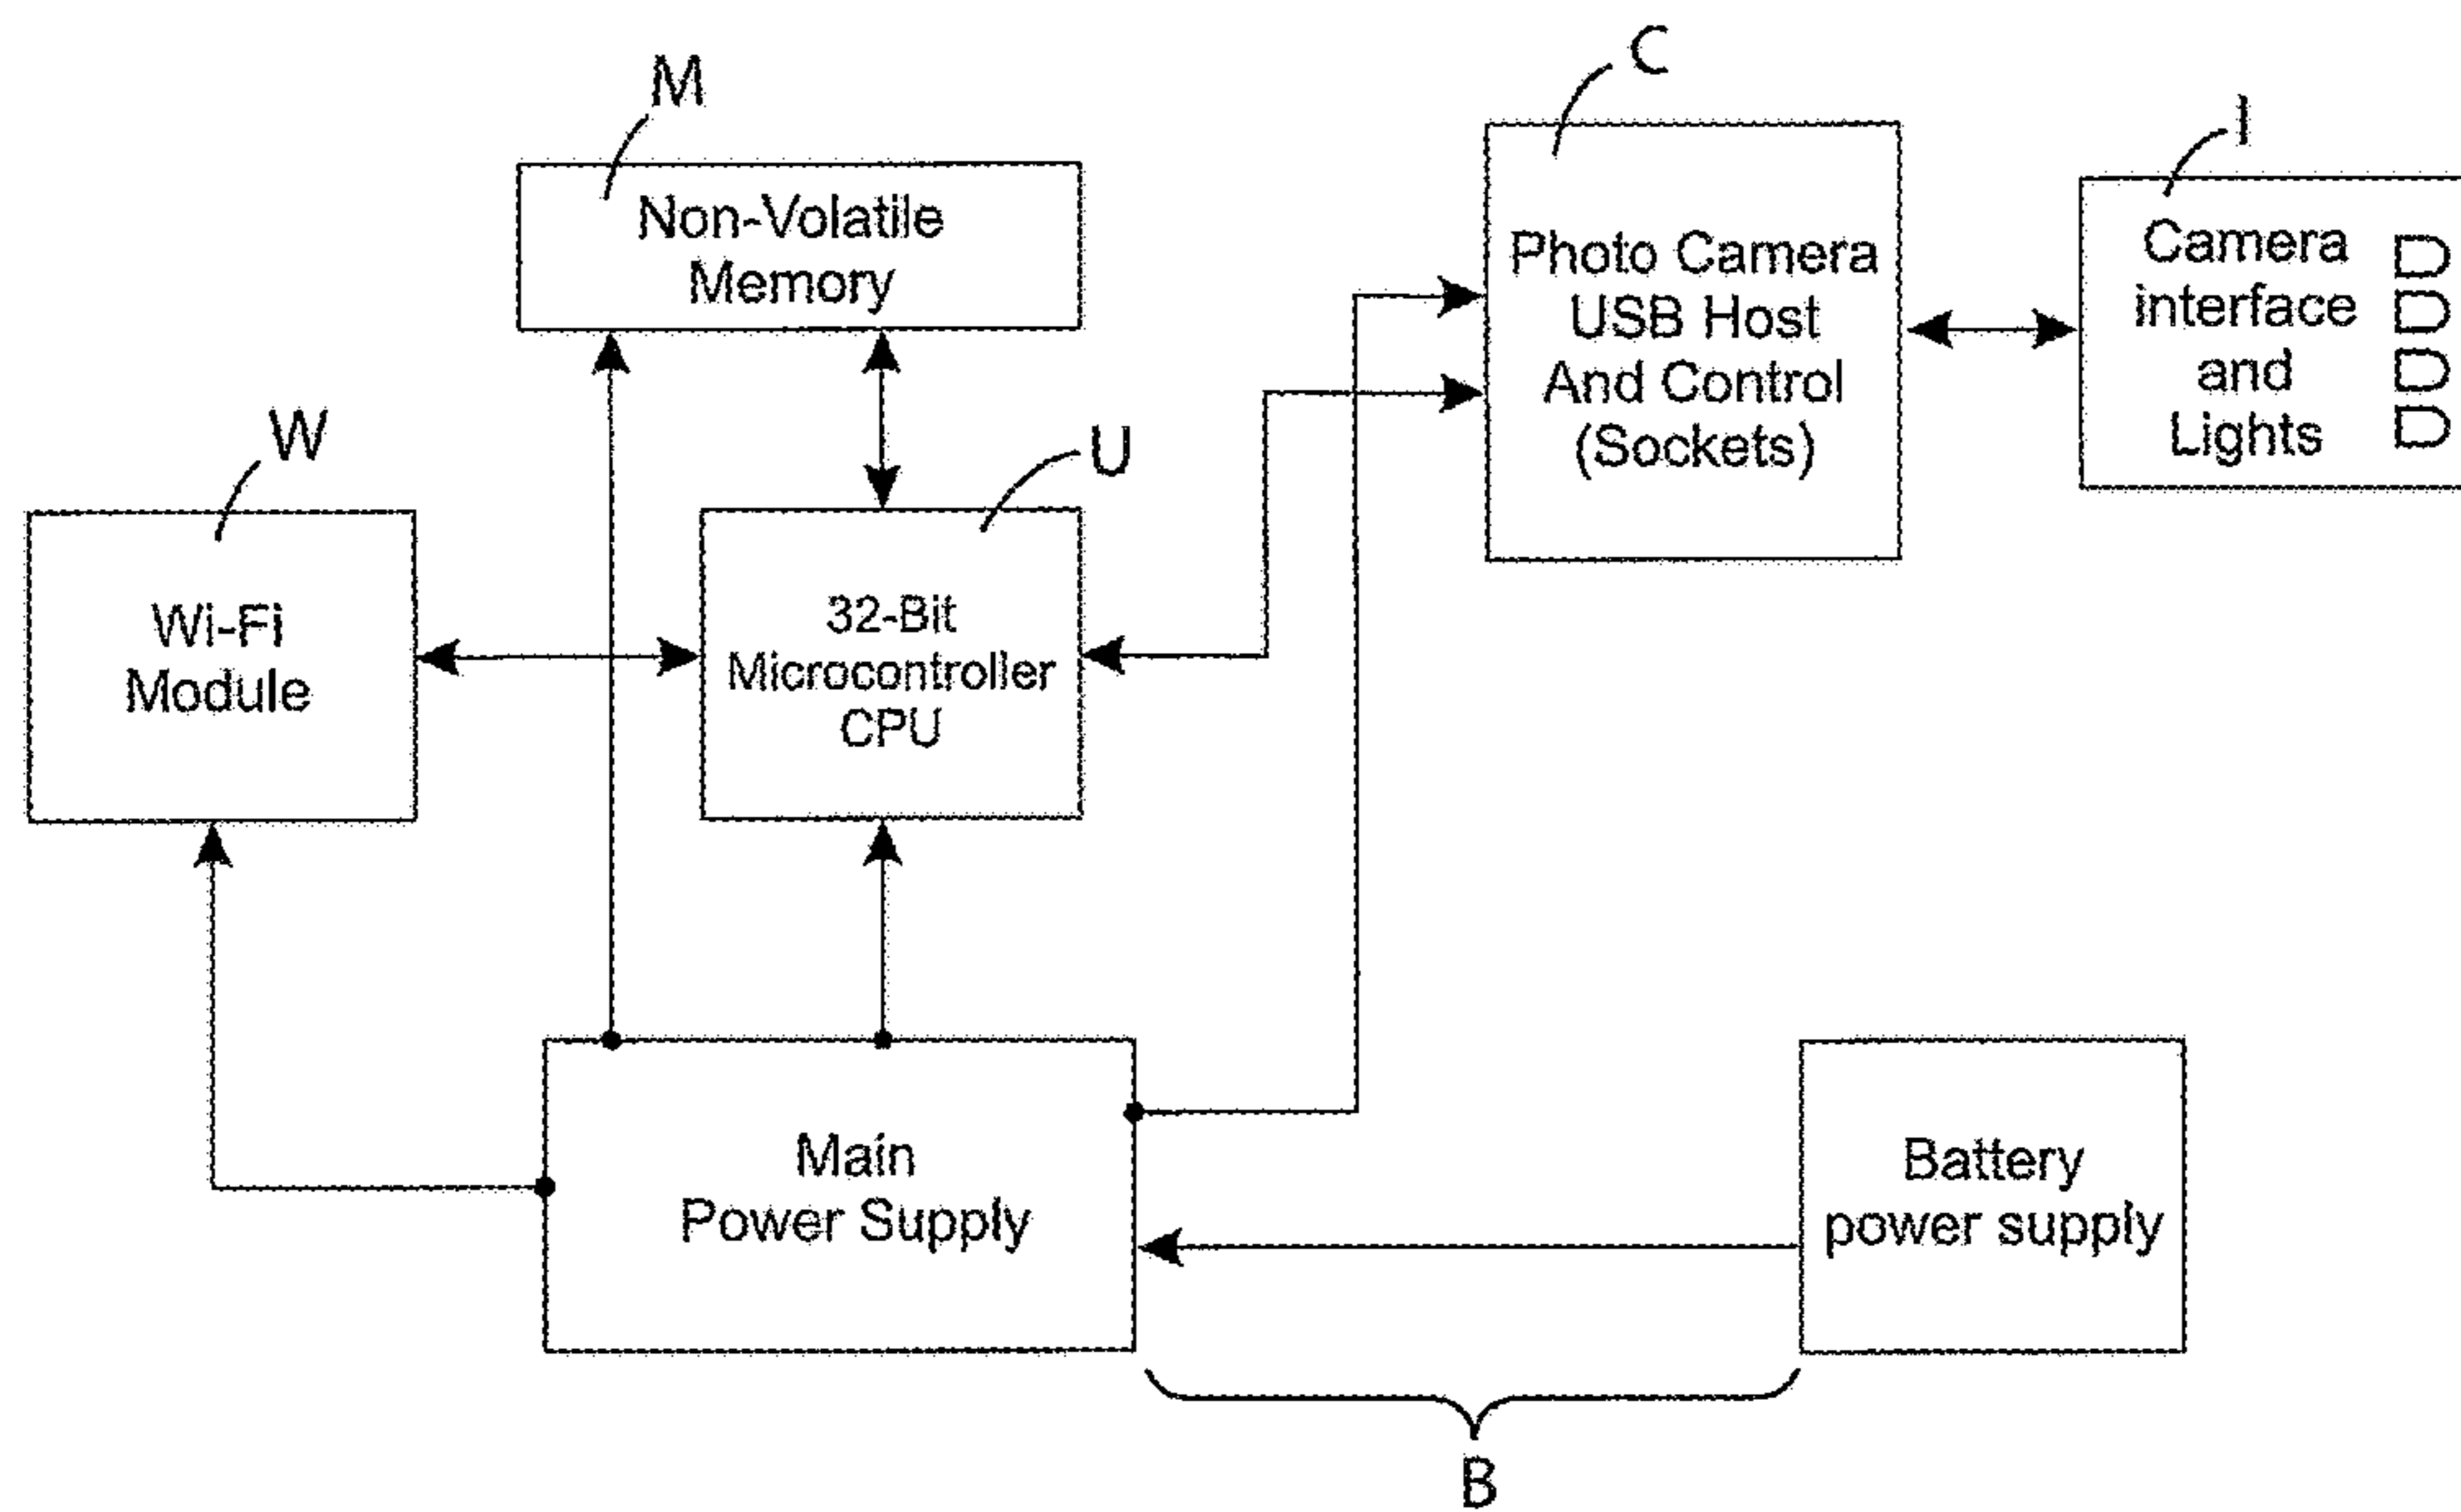 M
C
I
Non-Volatile
Memory
Photo Camera
USB Host
And Control
(Sockets)
Camera
interface
and
Lights
W
U
Wi-Fi
Module
32-Bit
Microcontroller
CPU
Main
Power Supply
Battery
power supply
B